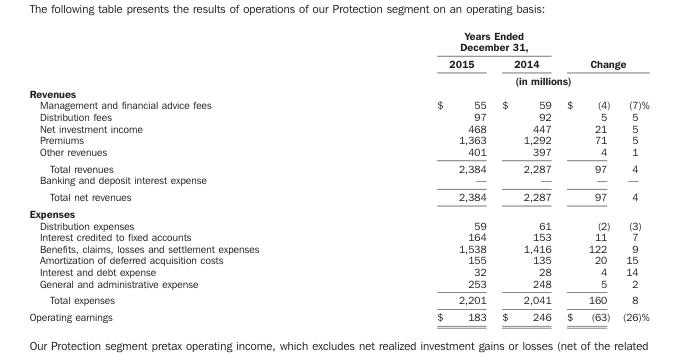 The following table presents the results of operations of our Protection segment on an operating basis:
Years Ended
December 31,
2015 2014 Change
(in millions)
Revenues
Management and financial advice fees $ 55 $ 59 $ (4) (7)%
Distribution fees 97 92 5 5
Net investment income 468 447 21 5
Premiums 1,363 1,292 71 5
Other revenues 401 397 4 1
Total revenues 2,384 2,287 97 4
Banking and deposit interest expense — — — —
Total net revenues 2,384 2,287 97 4
Expenses
Distribution expenses 59 61 (2) (3)
Interest credited to fixed accounts 164 153 11 7
Benefits, claims, losses and settlement expenses 1,538 1,416 122 9
Amortization of deferred acquisition costs 155 135 20 15
Interest and debt expense 32 28 4 14
General and administrative expense 253 248 5 2
Total expenses 2,201 2,041 160 8
Operating earnings $ 183 $ 246 $ (63) (26)%
Our Protection segment pretax operating income, which excludes net realized investment gains or losses (net of the related